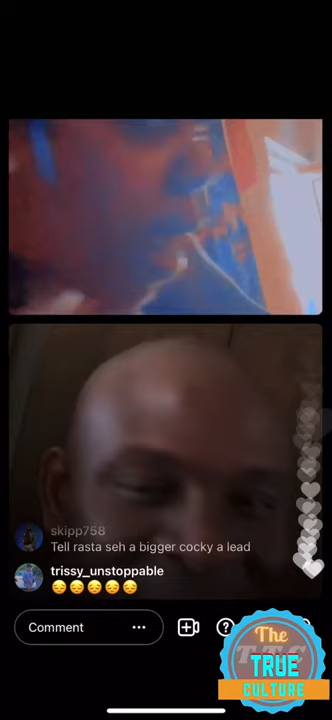 skipp758
Tell rasta seh a bigger cocky a lead
trissy_unstoppable
😔😔😔😔😔
Comment
The
TRUE
CULTURE